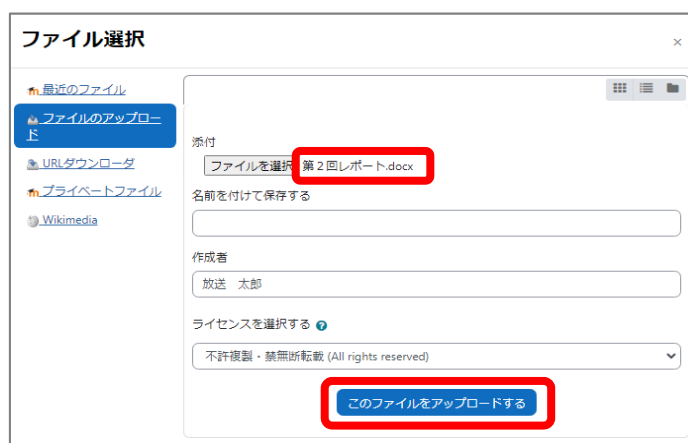 ファイル選択
×
最近のファイル
ファイルのアップロー
ド
URLダウンローダ
プライベートファイル
Wikimedia
添付
ファイルを選択 第２回レポート.docx
名前を付けて保存する
作成者
放送　太郎
ライセンスを選択する ?
不許複製・禁無断転載 (All rights reserved)
このファイルをアップロードする